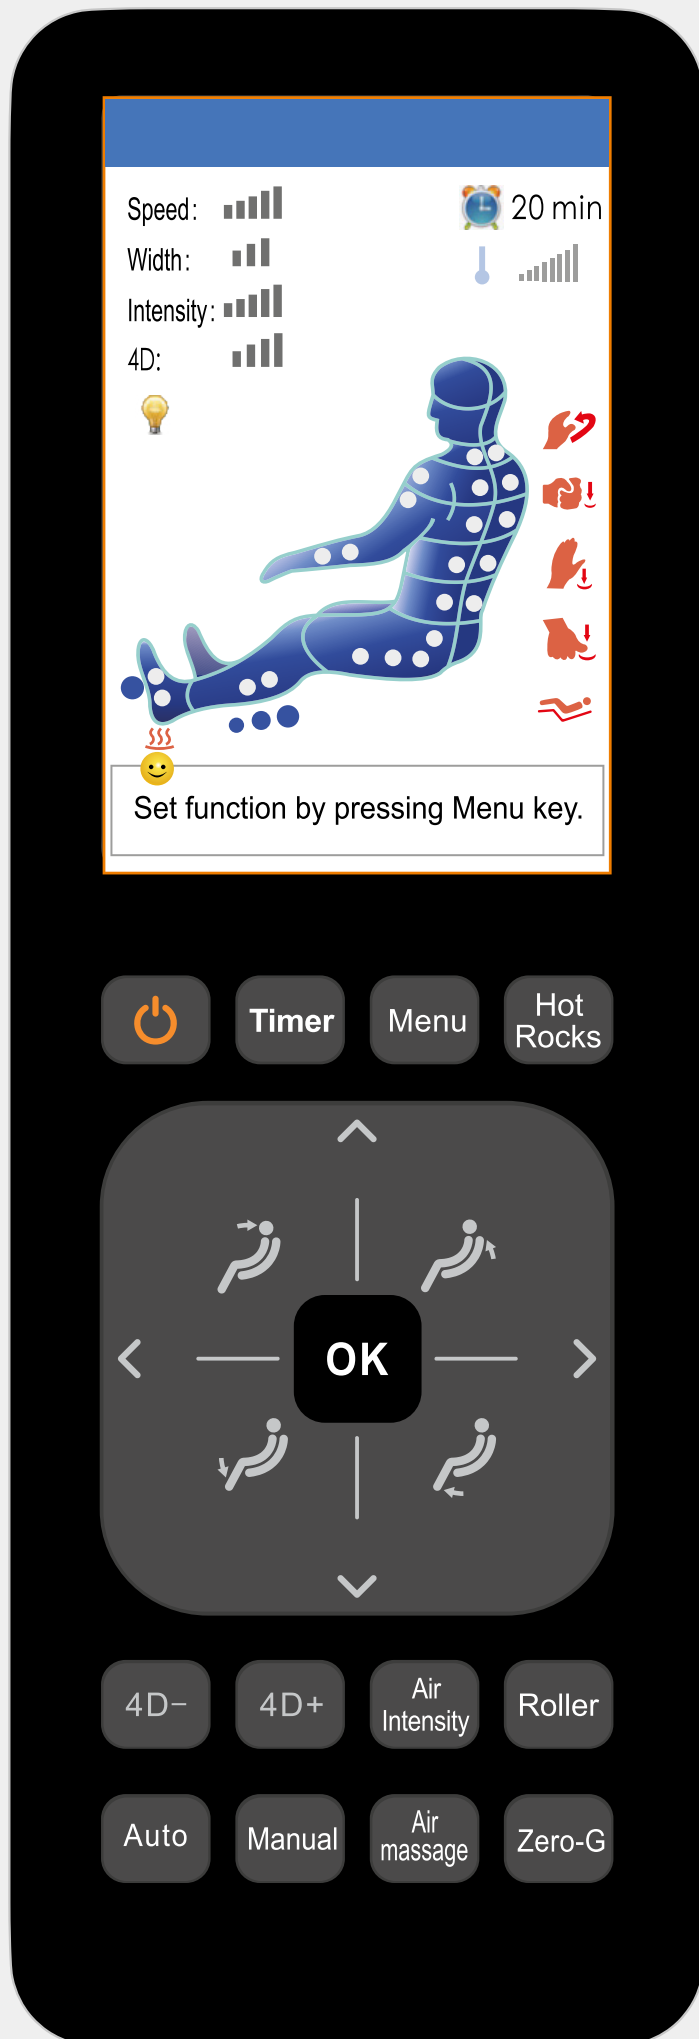 Speed:
20 min
Width:
Intensity:
4D:
Set function by pressing Menu key.
Timer
Menu
Hot
Rocks
OK
4D−
4D+
Air
Intensity
Roller
Auto
Manual
Air
massage
Zero-G